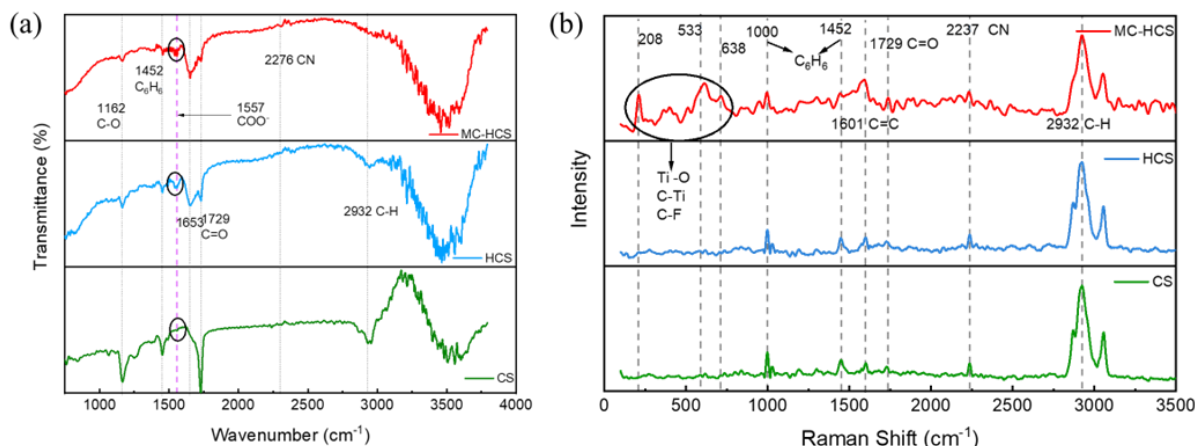 (a)
2276 CN
1452
C₆H₆
1162
C-O
1557
COO⁻
MC-HCS
1653
1729
C=O
2932 C-H
HCS
CS
Transmittance (%)
1000 1500 2000 2500 3000 3500 4000
Wavenumber (cm⁻¹)
(b)
208
533
638
1000
1452
C₆H₆
1729 C=O
2237 CN
MC-HCS
1601 C=C
2932 C-H
Ti-O
C-Ti
C-F
HCS
CS
Intensity
0 500 1000 1500 2000 2500 3000 3500
Raman Shift (cm⁻¹)